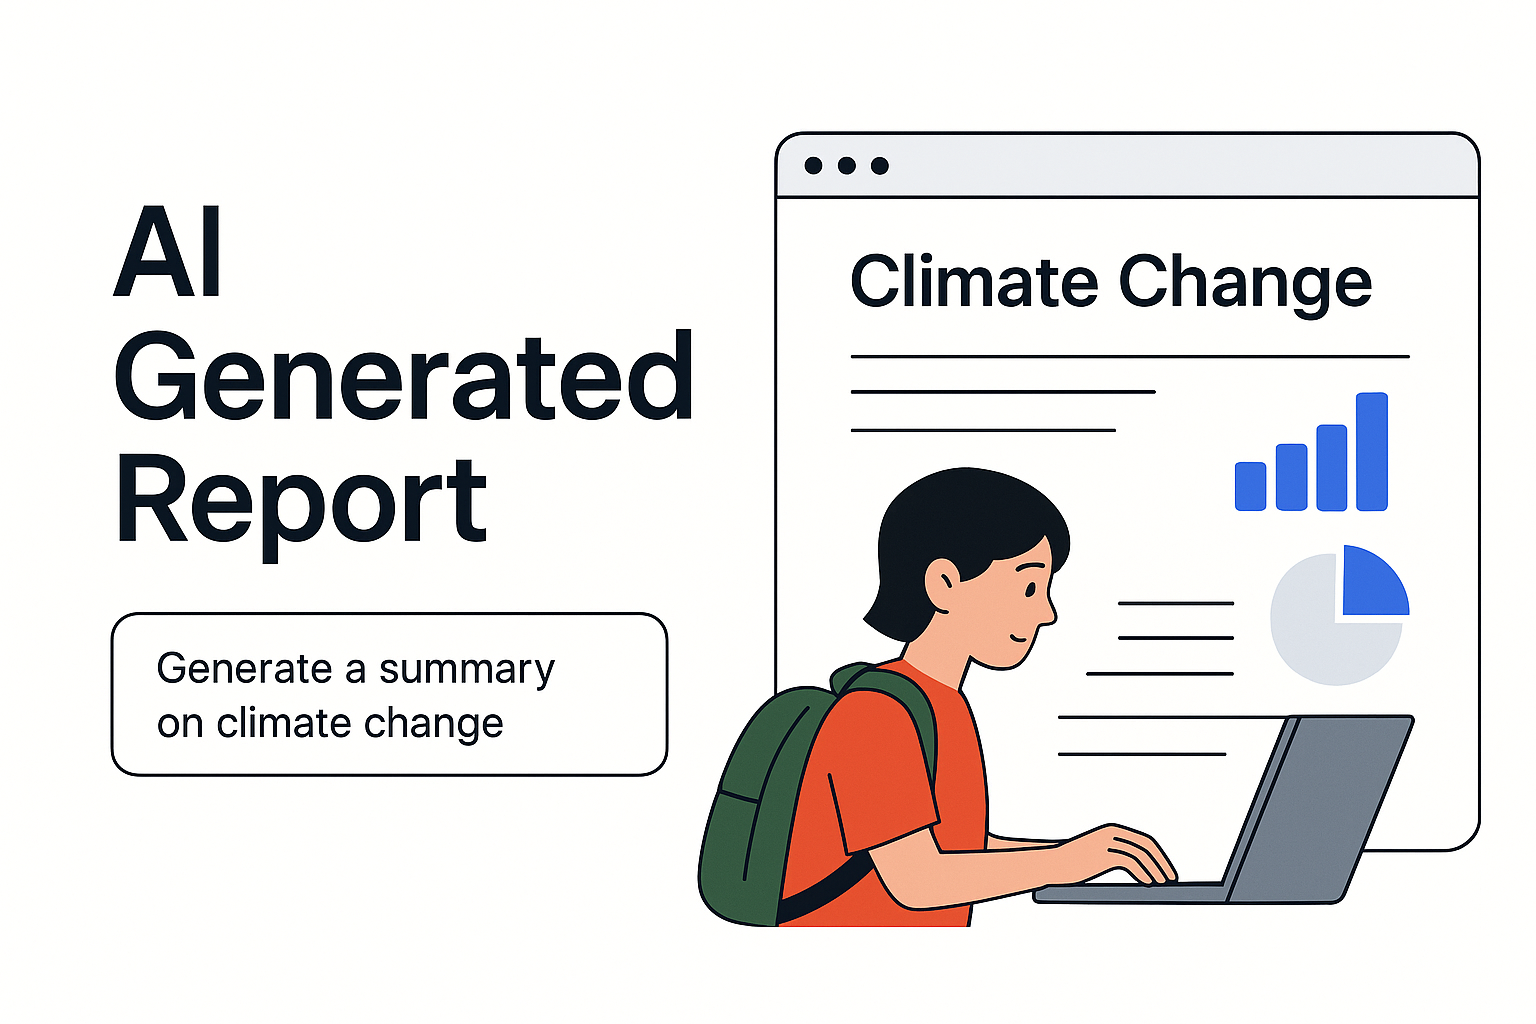 AI
Generated
Report
Generate a summary
on climate change
Climate Change